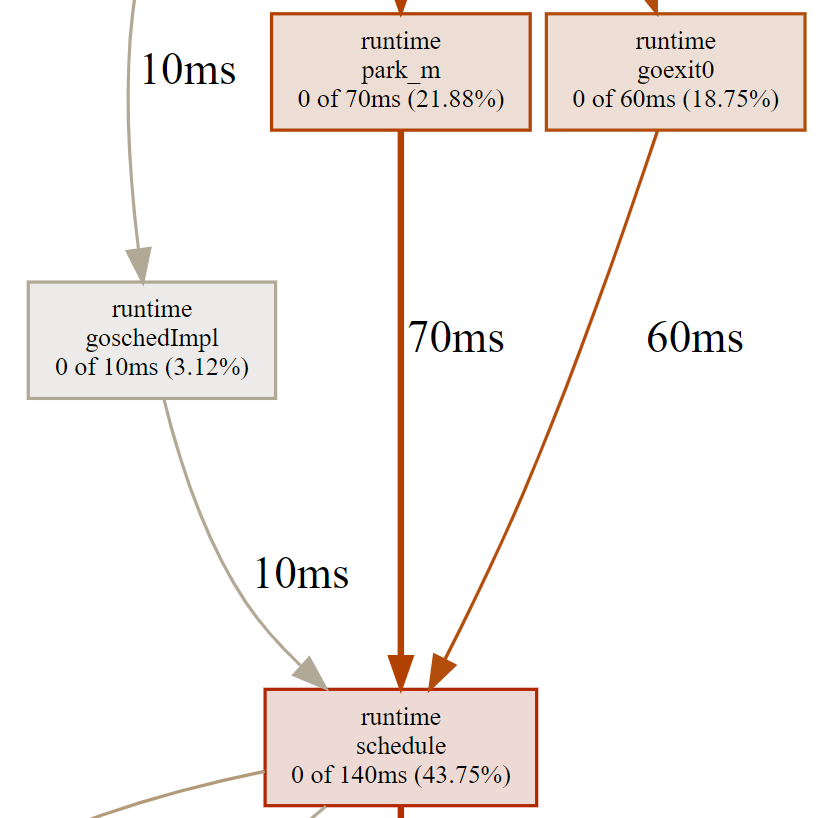 10ms
runtime
park_m
0 of 70ms (21.88%)
runtime
goexit0
0 of 60ms (18.75%)
runtime
goschedImpl
0 of 10ms (3.12%)
70ms
60ms
10ms
runtime
schedule
0 of 140ms (43.75%)